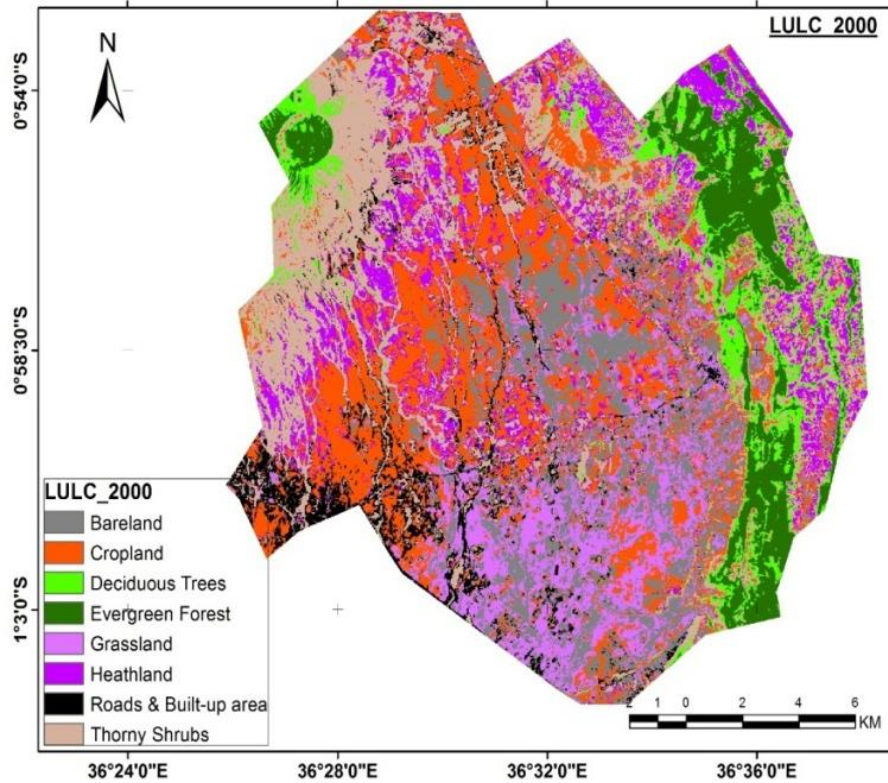 LULC_2000
N
0°54'0"S
0°58'30"S
1°3'0"S
LULC_2000
Bareland
Cropland
Deciduous Trees
Evergreen Forest
Grassland
Heathland
Roads & Built-up area
Thorny Shrubs
2 1 0 2 4 6
KM
36°24'0"E 36°28'0"E 36°32'0"E 36°36'0"E